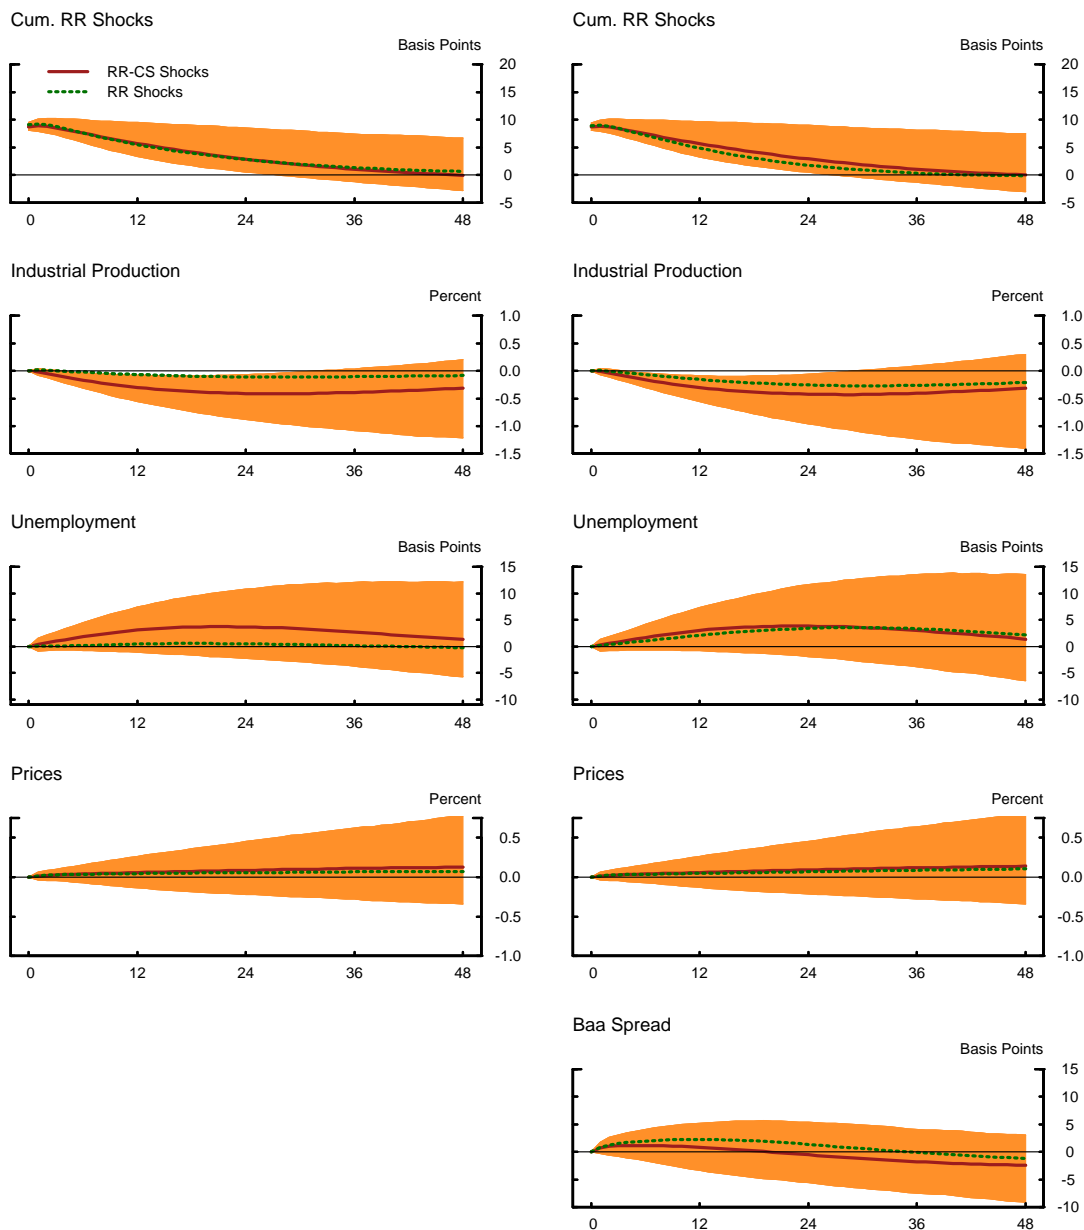 Cum. RR Shocks
Basis Points
RR-CS Shocks
RR Shocks
20
15
10
5
0
-5
0 12 24 36 48
Cum. RR Shocks
Basis Points
20
15
10
5
0
-5
0 12 24 36 48
Industrial Production
Percent
1.0
0.5
0.0
-0.5
-1.0
-1.5
0 12 24 36 48
Industrial Production
Percent
1.0
0.5
0.0
-0.5
-1.0
-1.5
0 12 24 36 48
Unemployment
Basis Points
15
10
5
0
-5
-10
0 12 24 36 48
Unemployment
Basis Points
15
10
5
0
-5
-10
0 12 24 36 48
Prices
Percent
0.5
0.0
-0.5
-1.0
0 12 24 36 48
Prices
Percent
0.5
0.0
-0.5
-1.0
0 12 24 36 48
Baa Spread
Basis Points
15
10
5
0
-5
-10
0 12 24 36 48